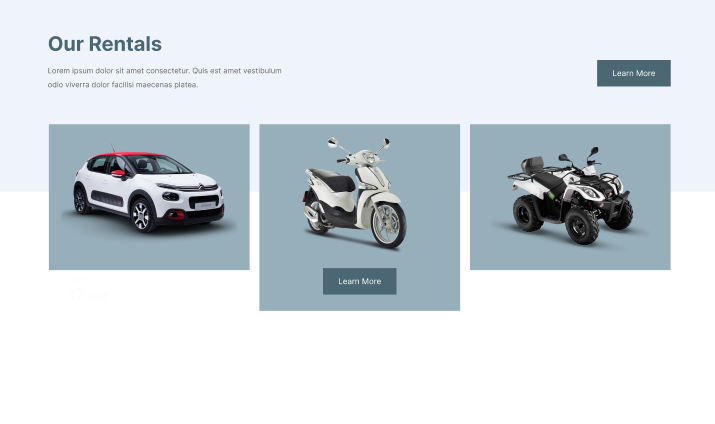 Our Rentals
Lorem ipsum dolor sit amet consectetur. Quis est amet vestibulum
odio viverra dolor facilisi maecenas platea.
Learn More
Learn More